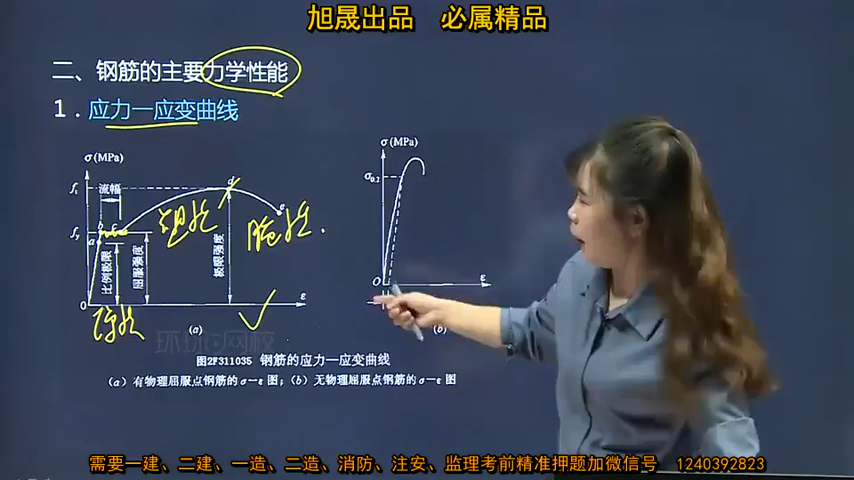 旭晟出品 必属精品
二、钢筋的主要力学性能
1．应力—应变曲线
σ(MPa)
σ(MPa)
f_t
流幅
d
σ0.2
e
塑性
脆性.
f_y
b
c
a
比例极限
屈服强度
极限强度
O
ε
O
ε
弹性
(a)
(b)
环球网校
图2F311035 钢筋的应力—应变曲线
（a）有物理屈服点钢筋的σ—ε图；（b）无物理屈服点钢筋的σ—ε图
需要一建、二建、一造、二造、消防、注安、监理考前精准押题加微信号 1240392823